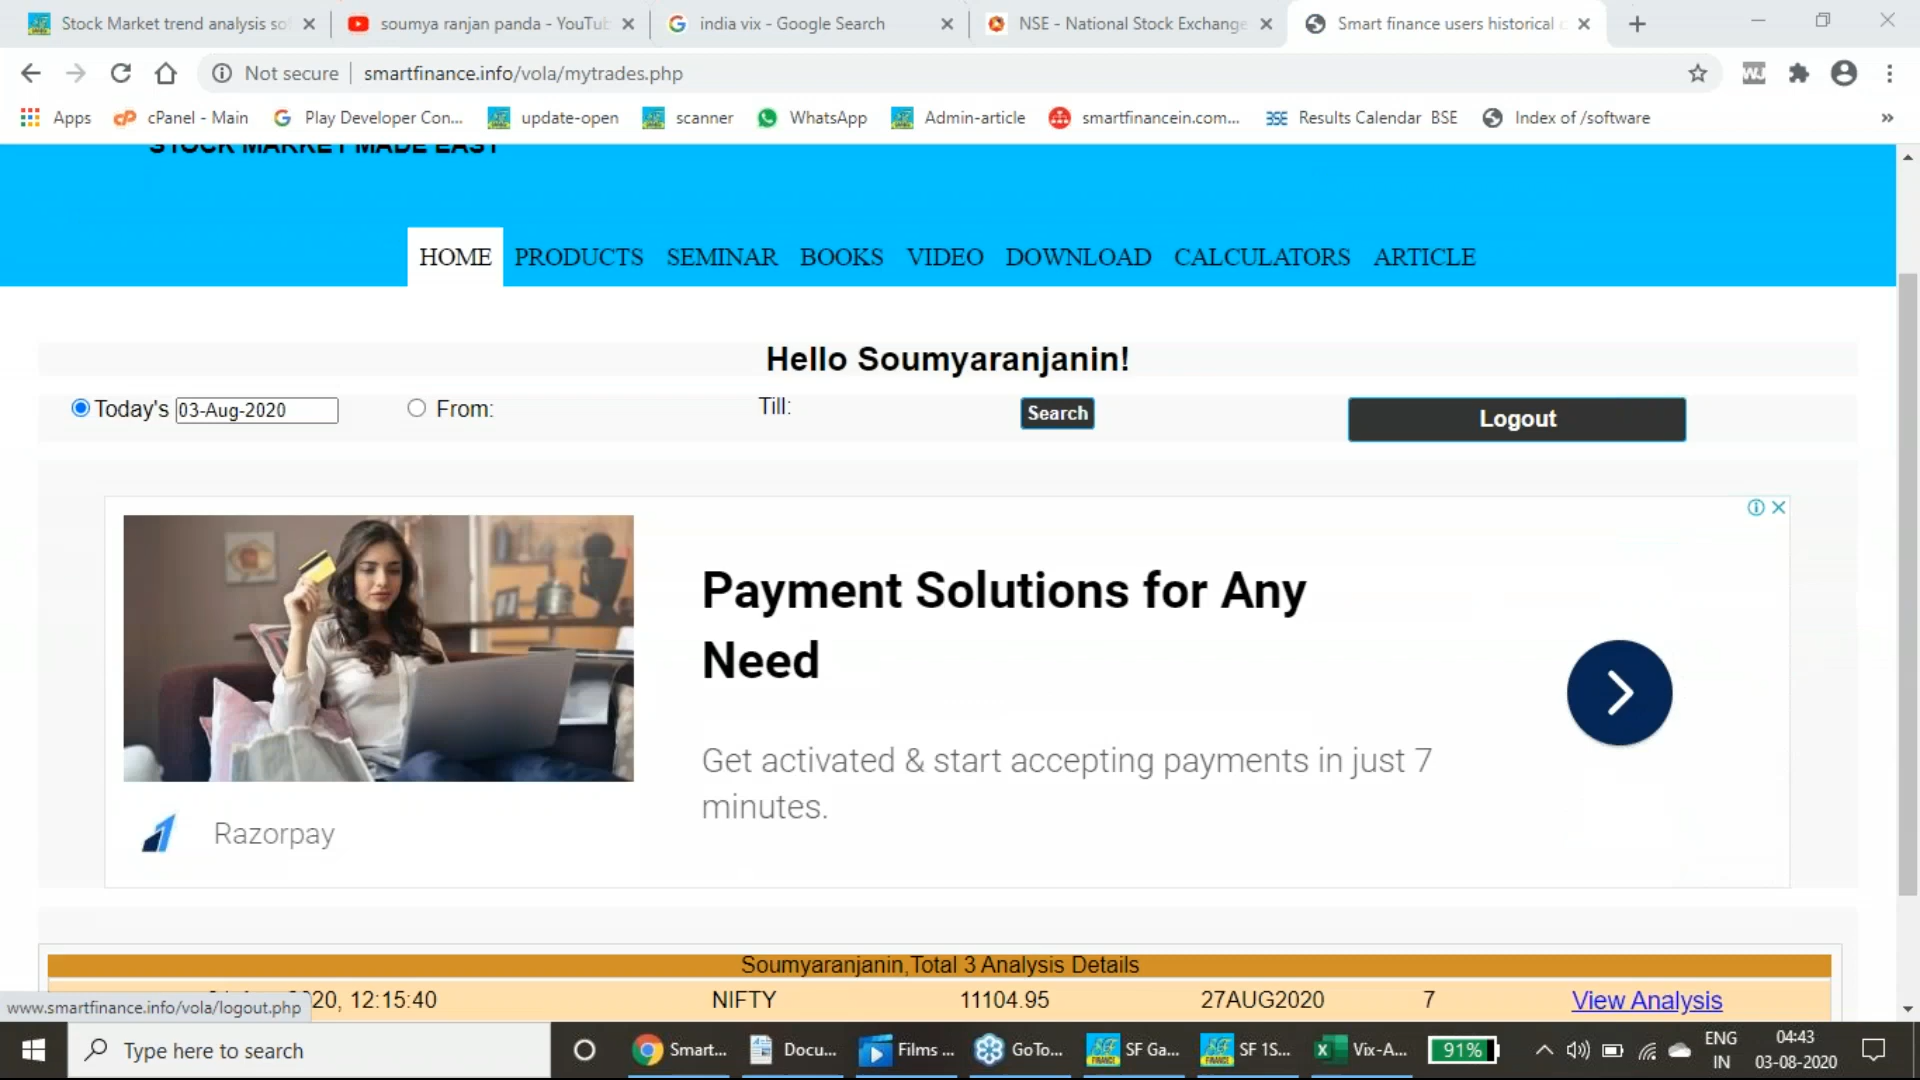 Stock Market trend analysis so
soumya ranjan panda - YouTub
india vix - Google Search
NSE - National Stock Exchange
Smart finance users historical
Not secure
smartfinance.info/vola/mytrades.php
Apps
cPanel - Main
Play Developer Con...
update-open
scanner
WhatsApp
Admin-article
smartfinancein.com...
Results Calendar BSE
Index of /software
»
STOCK MARKET MADE EAST
HOME
PRODUCTS
SEMINAR
BOOKS
VIDEO
DOWNLOAD
CALCULATORS
ARTICLE
Hello Soumyaranjanin!
Today's 03-Aug-2020
From:
Till:
Search
Logout
Payment Solutions for Any
Need
Get activated & start accepting payments in just 7
minutes.
Razorpay
Soumyaranjanin,Total 3 Analysis Details
20, 12:15:40
NIFTY
11104.95
27AUG2020
7
View Analysis
www.smartfinance.info/vola/logout.php
Type here to search
Smart...
Docu...
Films ...
GoTo...
SF Ga...
SF 1S...
Vix-A...
91%
ENG
IN
04:43
03-08-2020